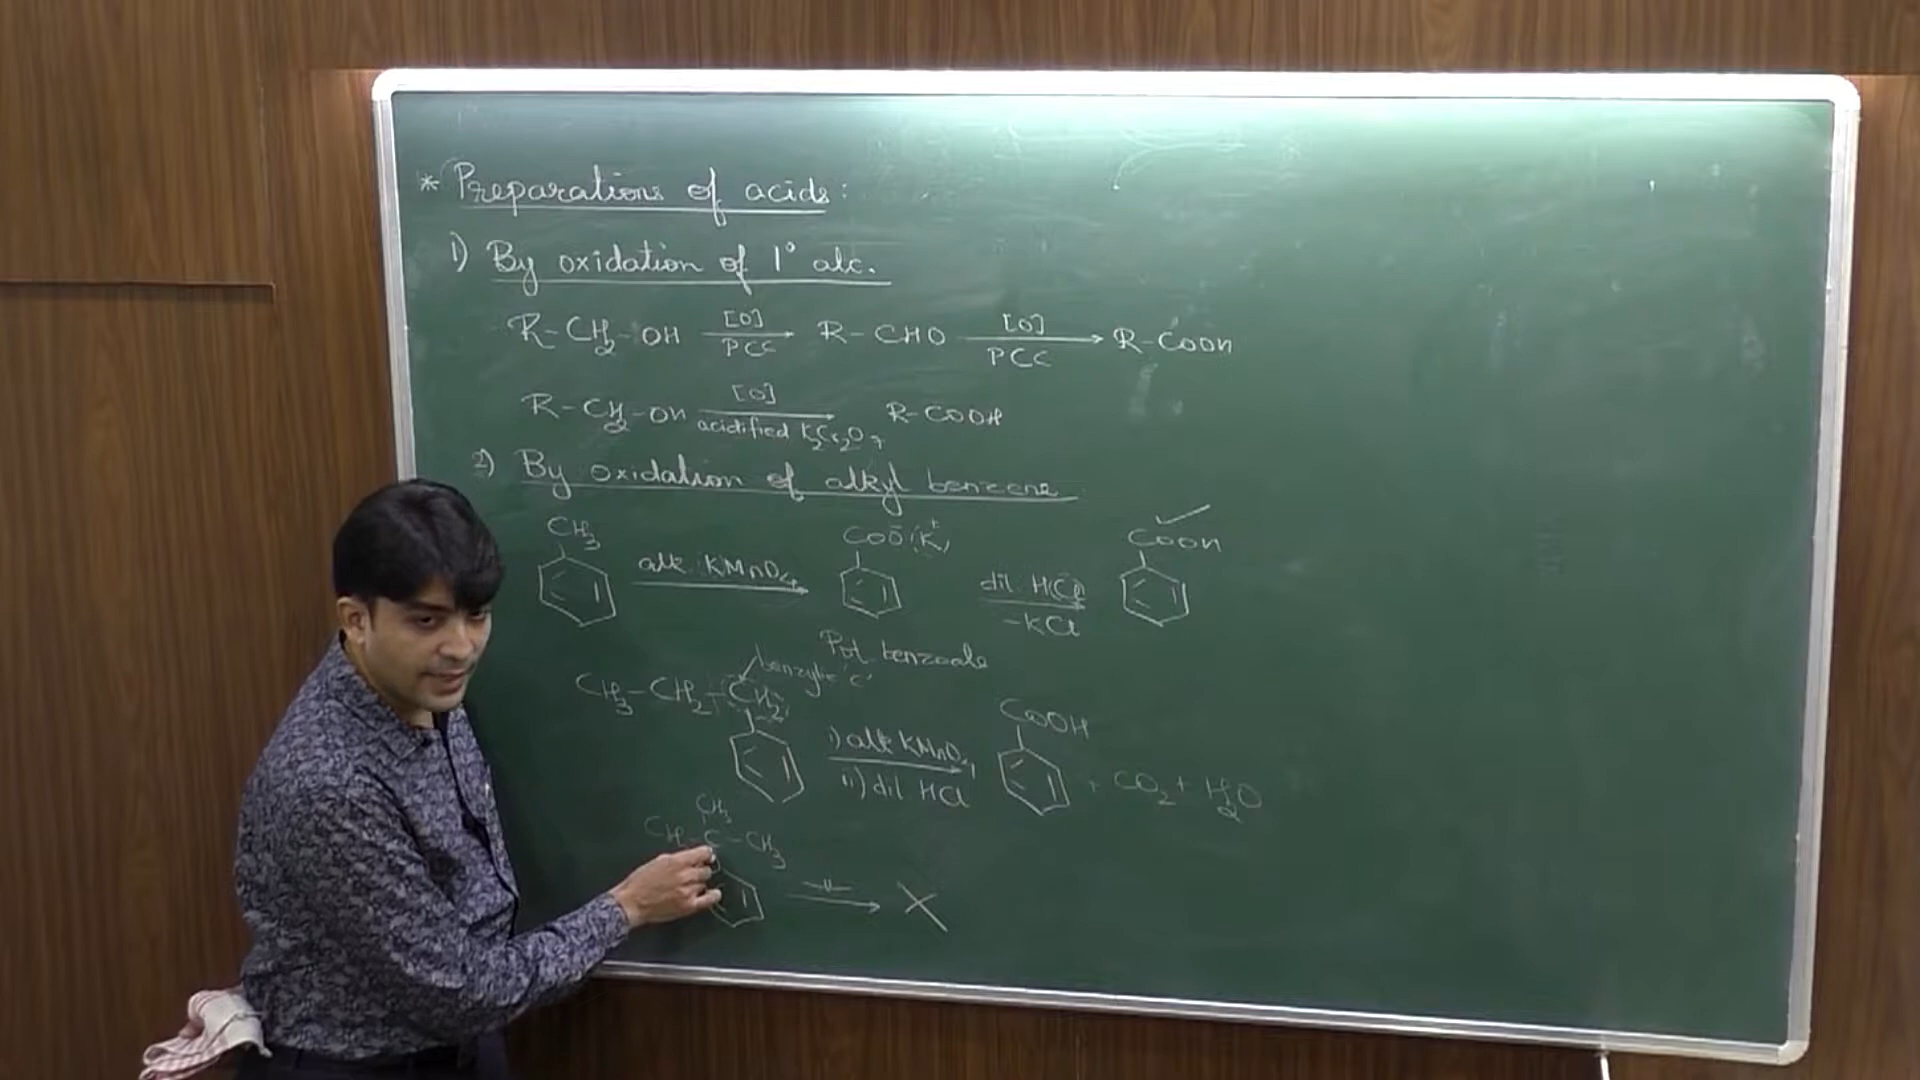 * Preparations of acids:
1) By oxidation of 1° alc.
R-CH2-OH [O] PCC R-CHO [O] PCC R-COOH
R-CH2-OH [O] acidified K2Cr2O7 R-COOH
2) By oxidation of alkyl benzene
CH3 alk. KMnO4 COO⁻(K⁺) dil. HCl -KCl COOH
Pot. benzoate
benzylic 'c'
CH3-CH2-CH2 i) alk KMnO4 ii) dil HCl COOH + CO2 + H2O
CH3
CH3-C-CH3
-//- X